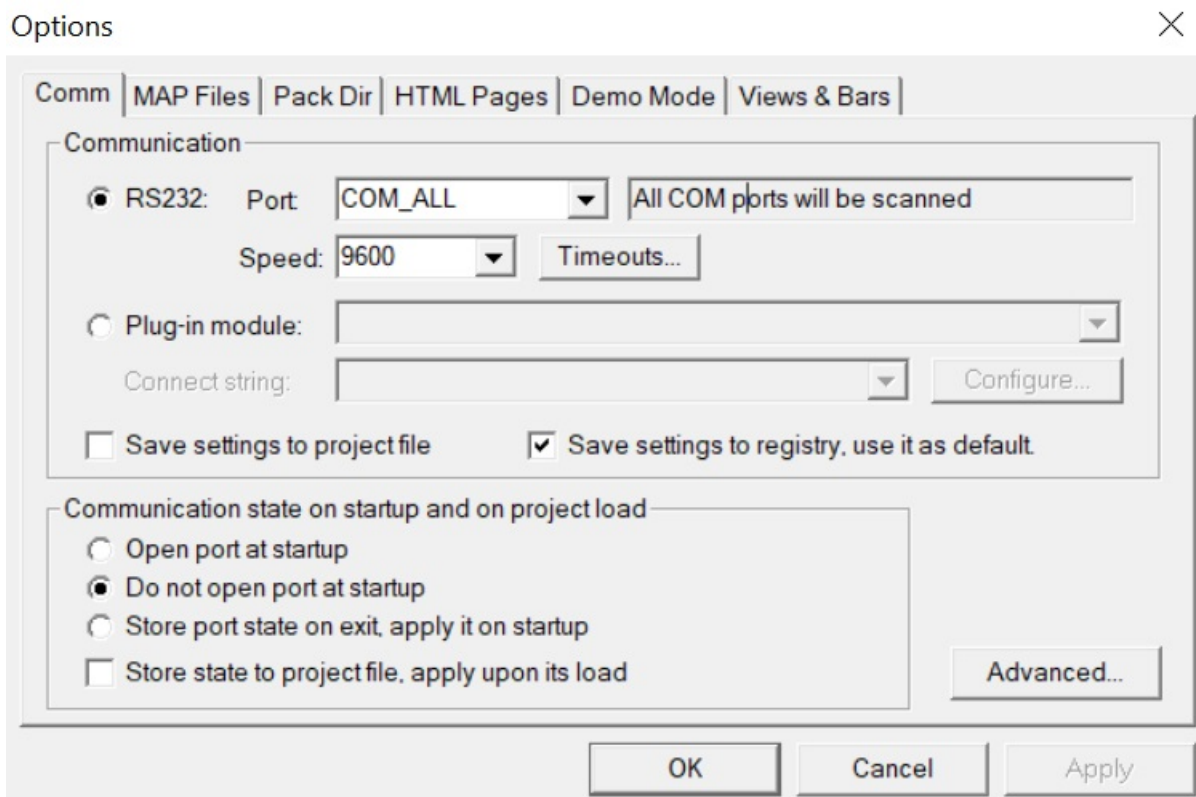 Options
Comm MAP Files Pack Dir HTML Pages Demo Mode Views & Bars
Communication
RS232: Port: COM_ALL All COM ports will be scanned
Speed: 9600 Timeouts...
Plug-in module:
Connect string: Configure...
Save settings to project file Save settings to registry, use it as default.
Communication state on startup and on project load
Open port at startup
Do not open port at startup
Store port state on exit, apply it on startup
Store state to project file, apply upon its load Advanced...
OK Cancel Apply